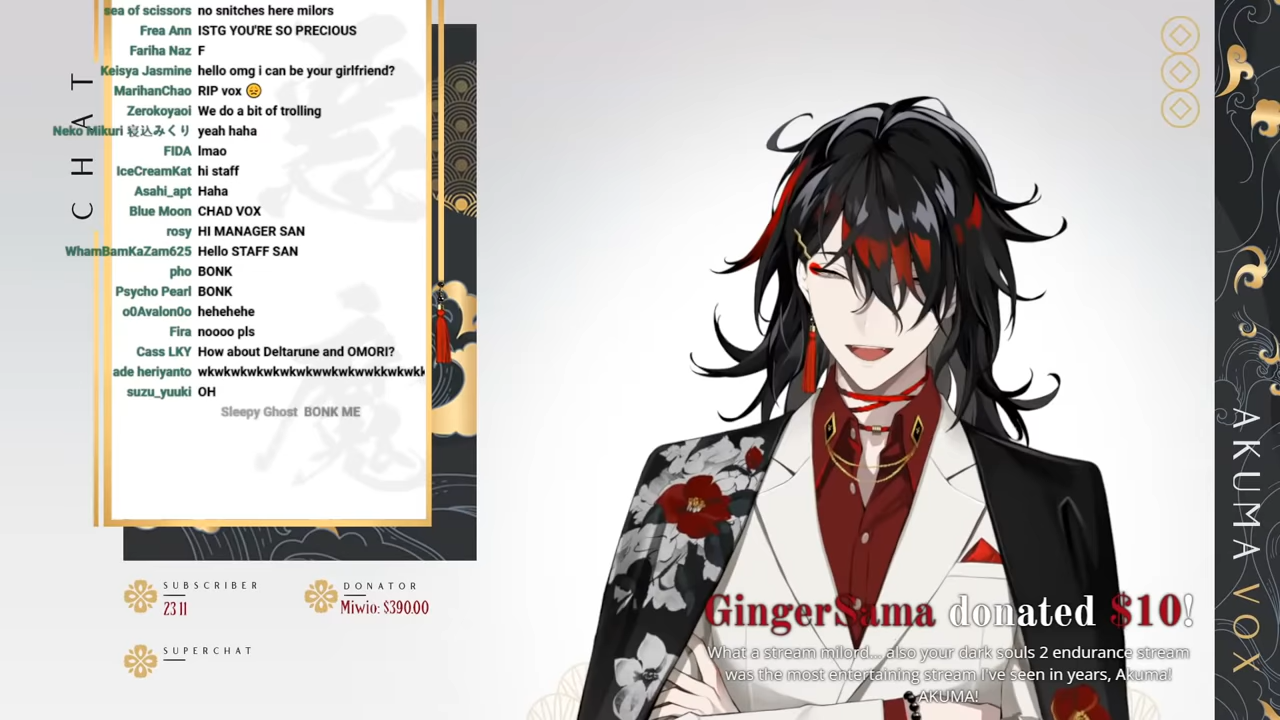 CHAT
sea of scissors no snitches here milors
Frea Ann ISTG YOU'RE SO PRECIOUS
Fariha Naz F
Keisya Jasmine hello omg i can be your girlfriend?
MarihanChao RIP vox 😞
Zerokoyaoi We do a bit of trolling
Neko Mikuri 寝込みくり yeah haha
FIDA lmao
IceCreamKat hi staff
Asahi_apt Haha
Blue Moon CHAD VOX
rosy HI MANAGER SAN
WhamBamKaZam625 Hello STAFF SAN
pho BONK
Psycho Pearl BONK
o0Avalon0o hehehehe
Fira noooo pls
Cass LKY How about Deltarune and OMORI?
ade heriyanto wkwkwkwkwkwkwkwwkwkwwkkwkwkk
suzu_yuuki OH
Sleepy Ghost BONK ME
悪魔
SUBSCRIBER
23 11
DONATOR
Miwio: $390.00
SUPERCHAT
GingerSama donated $10!
What a stream milord... also your dark souls 2 endurance stream
was the most entertaining stream I've seen in years, Akuma!
AKUMA!
AKUMA VOX